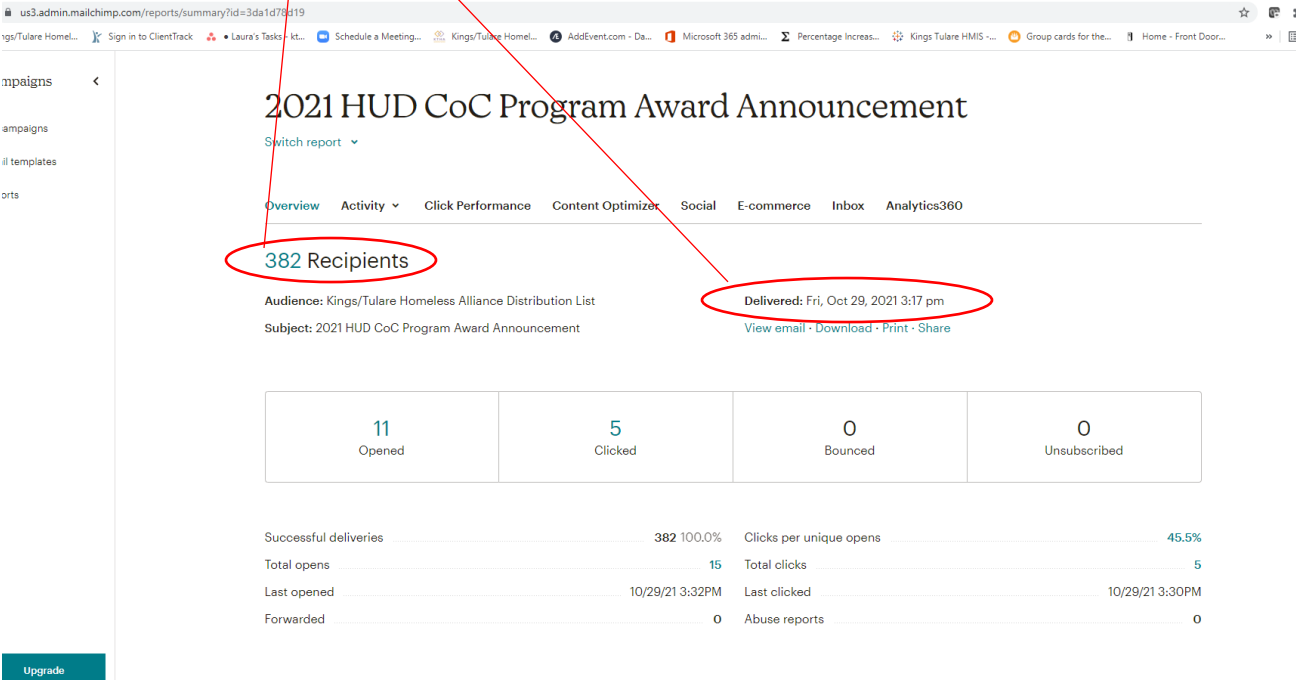 us3.admin.mailchimp.com/reports/summary?id=3da1d78d19
ngs/Tulare Homel... Sign in to ClientTrack • Laura's Tasks - kt... Schedule a Meeting... Kings/Tulare Homel... AddEvent.com - Da... Microsoft 365 admi... Percentage Increas... Kings Tulare HMIS -... Group cards for the... Home - Front Door... »
mpaigns
ampaigns
il templates
orts
Upgrade
2021 HUD CoC Program Award Announcement
Switch report
Overview Activity Click Performance Content Optimizer Social E-commerce Inbox Analytics360
382 Recipients
Audience: Kings/Tulare Homeless Alliance Distribution List
Delivered: Fri, Oct 29, 2021 3:17 pm
Subject: 2021 HUD CoC Program Award Announcement
View email · Download · Print · Share
11 5 0 0
Opened Clicked Bounced Unsubscribed
Successful deliveries 382 100.0% Clicks per unique opens 45.5%
Total opens 15 Total clicks 5
Last opened 10/29/21 3:32PM Last clicked 10/29/21 3:30PM
Forwarded 0 Abuse reports 0